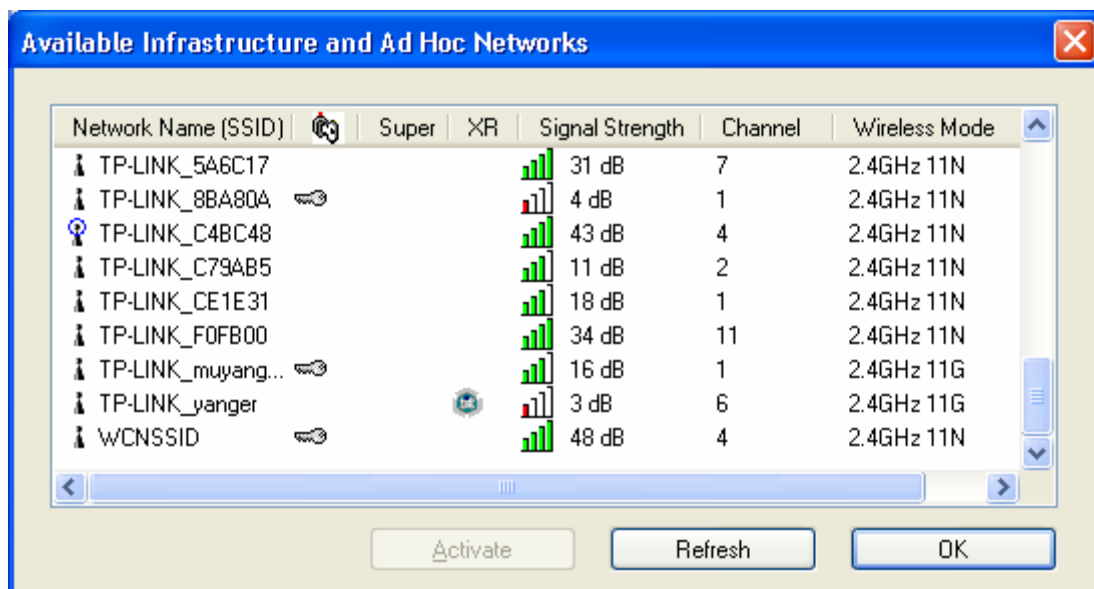 Available Infrastructure and Ad Hoc Networks
Network Name (SSID) Super XR Signal Strength Channel Wireless Mode
TP-LINK_5A6C17 31 dB 7 2.4GHz 11N
TP-LINK_8BA80A 4 dB 1 2.4GHz 11N
TP-LINK_C4BC48 43 dB 4 2.4GHz 11N
TP-LINK_C79AB5 11 dB 2 2.4GHz 11N
TP-LINK_CE1E31 18 dB 1 2.4GHz 11N
TP-LINK_F0FB00 34 dB 11 2.4GHz 11N
TP-LINK_muyang... 16 dB 1 2.4GHz 11G
TP-LINK_yanger 3 dB 6 2.4GHz 11G
WCNSSID 48 dB 4 2.4GHz 11N
Activate Refresh OK